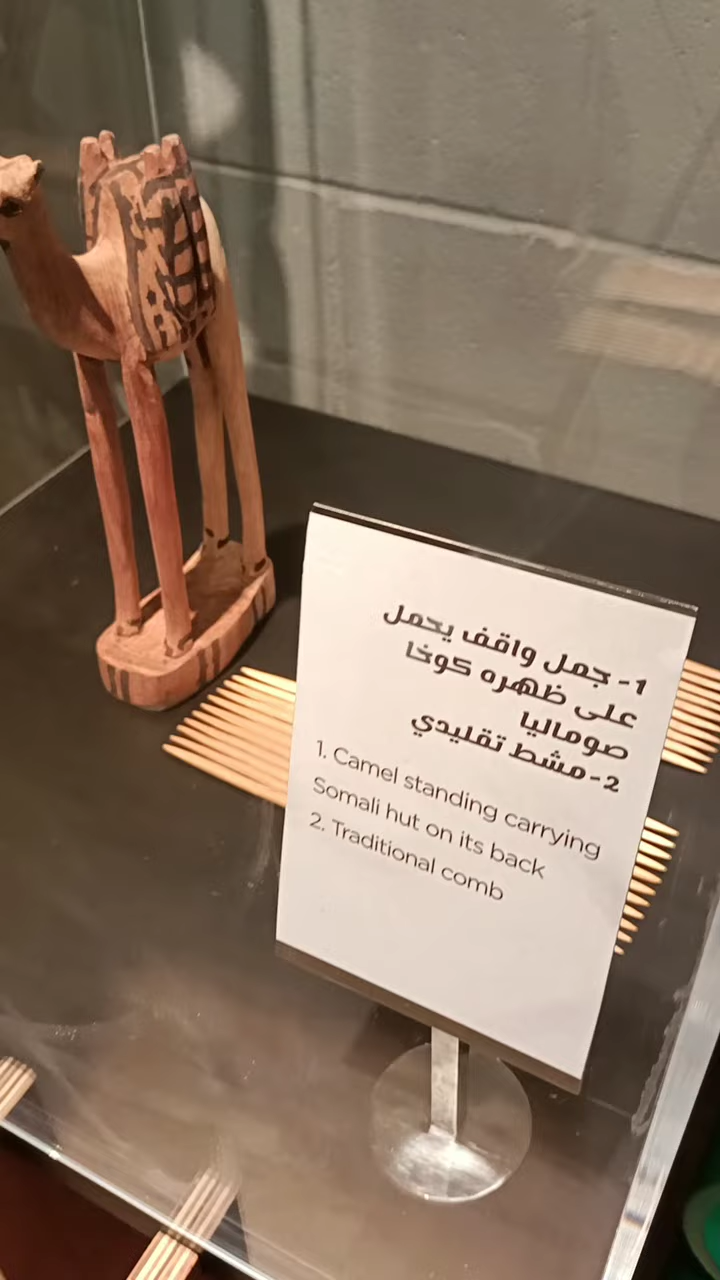 1- جمل واقف يحمل
على ظهره كوخا
صوماليا
2- مشط تقليدي
1. Camel standing carrying
Somali hut on its back
2. Traditional comb